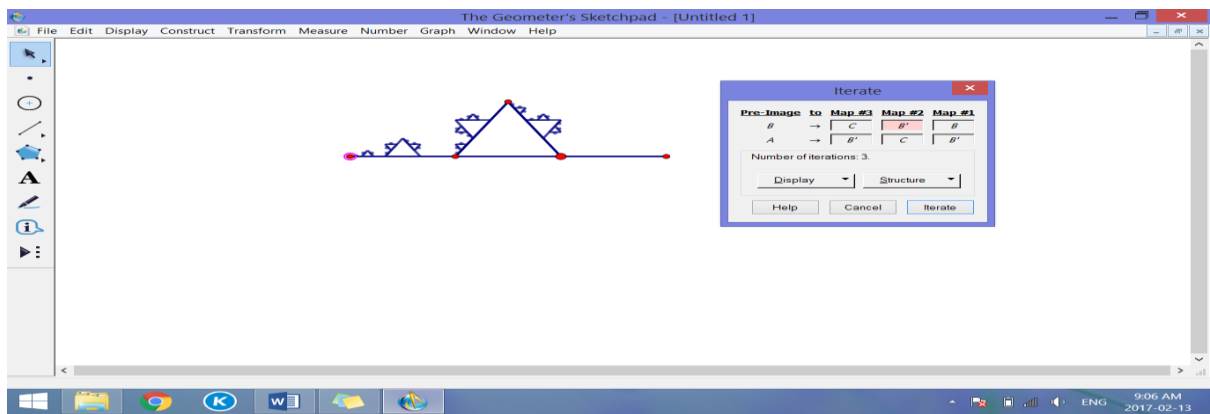 The Geometer's Sketchpad - [Untitled 1]
File Edit Display Construct Transform Measure Number Graph Window Help
A
Iterate
Pre-Image to Map #3 Map #2 Map #1
B → C B' B
A → B' C B'
Number of iterations: 3.
Display Structure
Help Cancel Iterate
K W
ENG 9:06 AM
2017-02-13